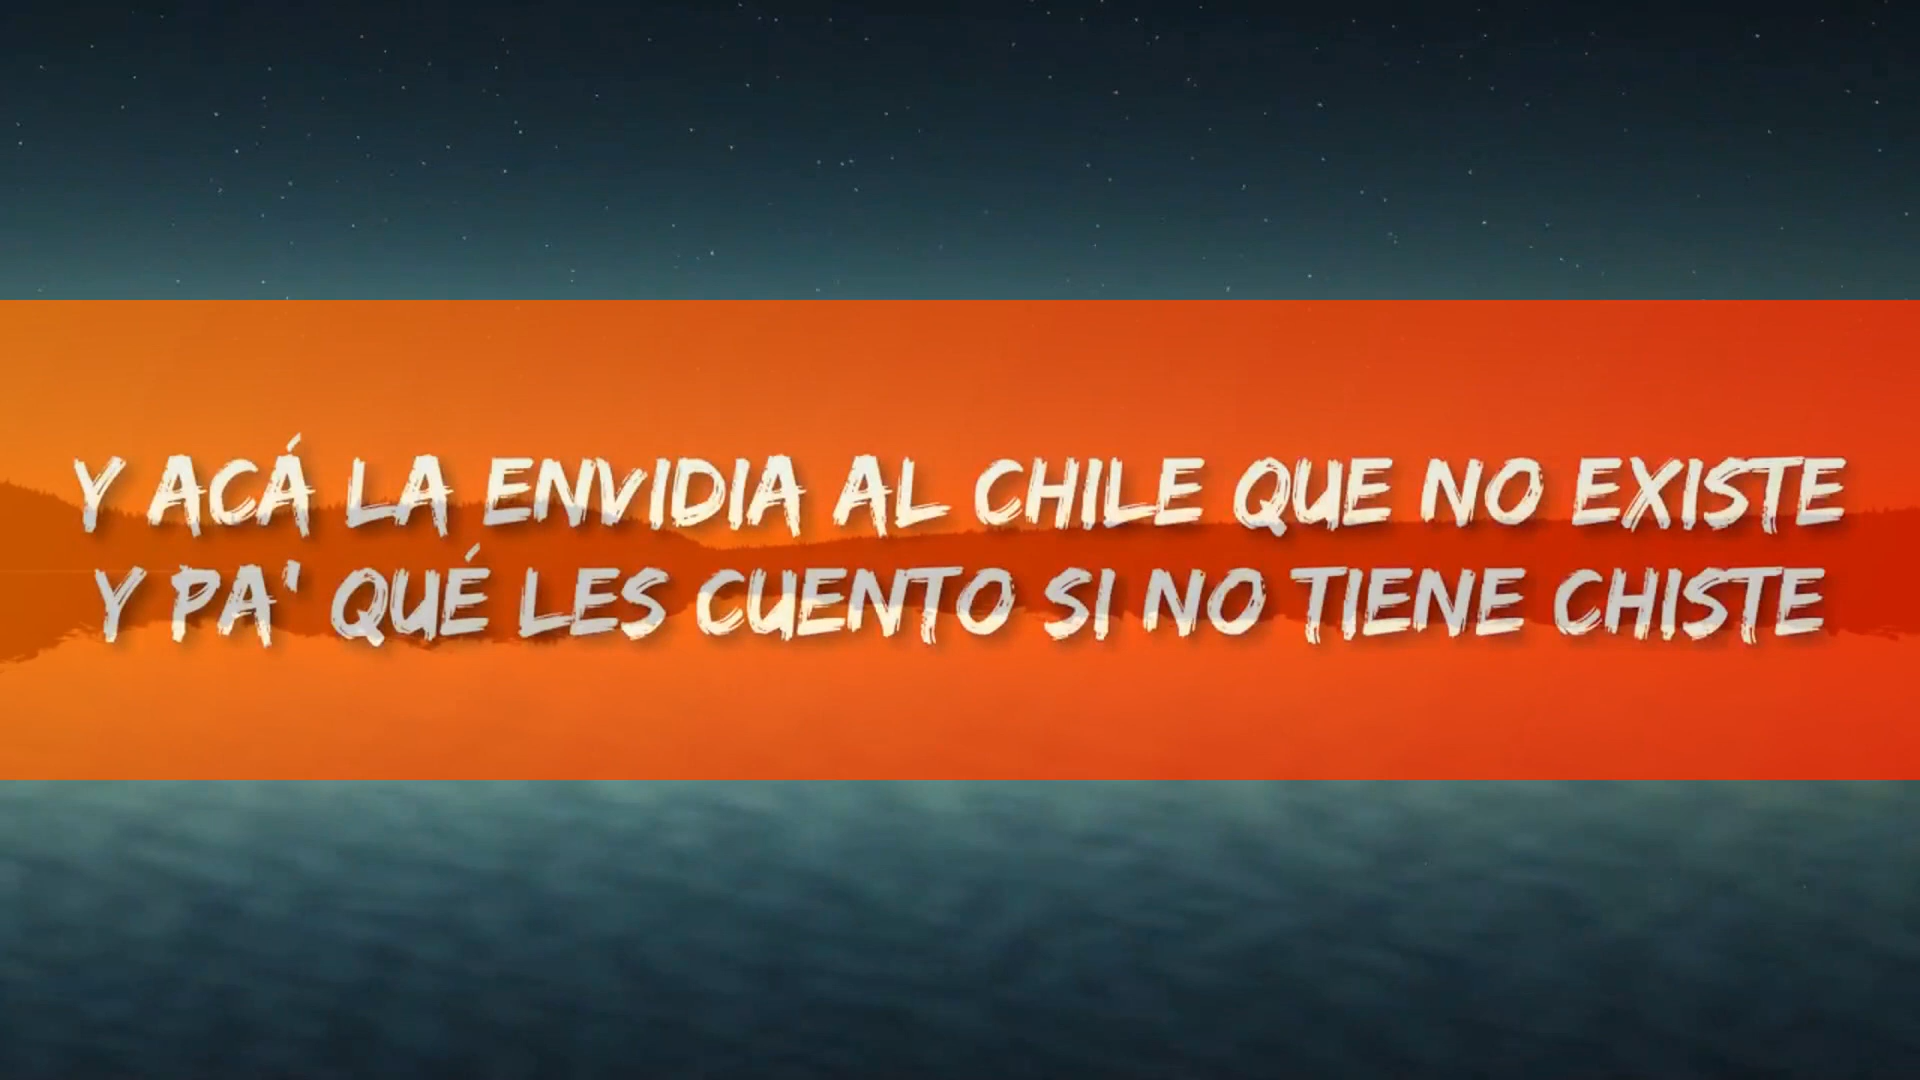 Y ACÁ LA ENVIDIA AL CHILE QUE NO EXISTE
Y PA' QUÉ LES CUENTO SI NO TIENE CHISTE